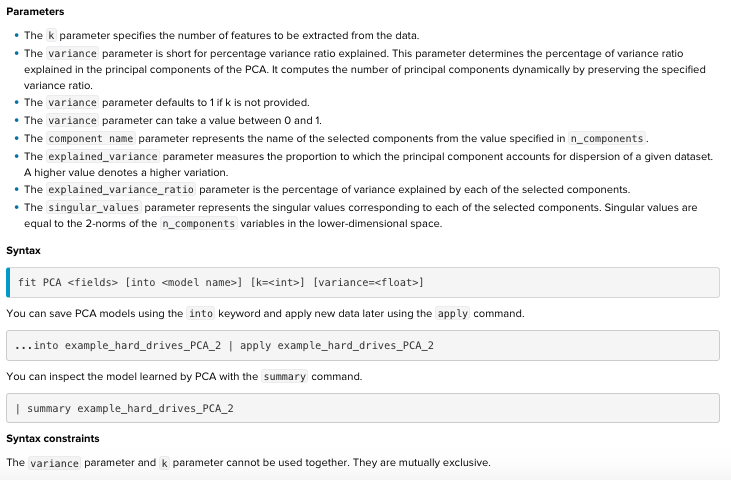 Parameters
• The k parameter specifies the number of features to be extracted from the data.
• The variance parameter is short for percentage variance ratio explained. This parameter determines the percentage of variance ratio
explained in the principal components of the PCA. It computes the number of principal components dynamically by preserving the specified
variance ratio.
• The variance parameter defaults to 1 if k is not provided.
• The variance parameter can take a value between 0 and 1.
• The component name parameter represents the name of the selected components from the value specified in n_components.
• The explained_variance parameter measures the proportion to which the principal component accounts for dispersion of a given dataset.
A higher value denotes a higher variation.
• The explained_variance_ratio parameter is the percentage of variance explained by each of the selected components.
• The singular_values parameter represents the singular values corresponding to each of the selected components. Singular values are
equal to the 2-norms of the n_components variables in the lower-dimensional space.
Syntax
fit PCA <fields> [into <model name>] [k=<int>] [variance=<float>]
You can save PCA models using the into keyword and apply new data later using the apply command.
...into example_hard_drives_PCA_2 | apply example_hard_drives_PCA_2
You can inspect the model learned by PCA with the summary command.
| summary example_hard_drives_PCA_2
Syntax constraints
The variance parameter and k parameter cannot be used together. They are mutually exclusive.